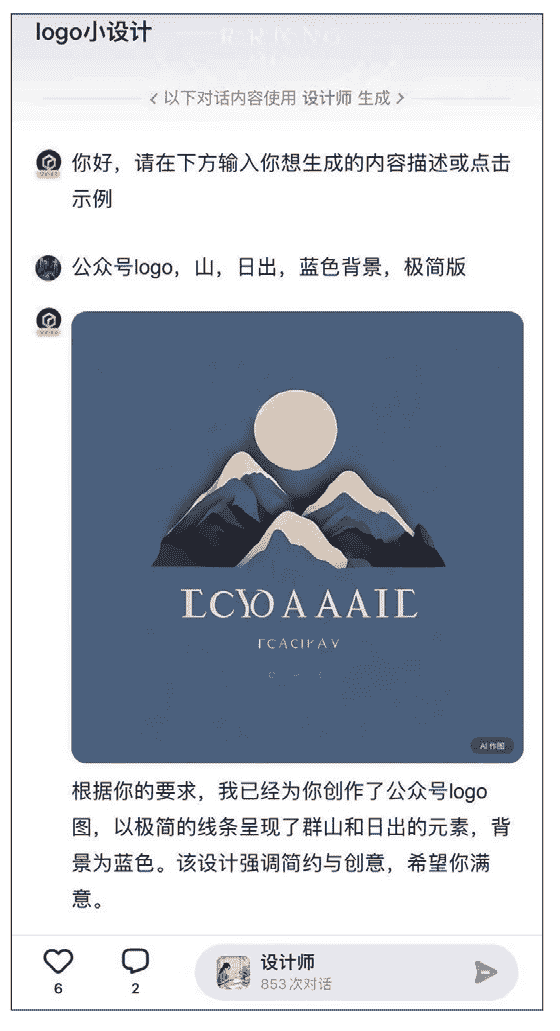 logo小设计
以下对话内容使用 设计师 生成
你好，请在下方输入你想生成的内容描述或点击
示例
公众号logo，山，日出，蓝色背景，极简版
AI 作图
根据你的要求，我已经为你创作了公众号logo
图，以极简的线条呈现了群山和日出的元素，背
景为蓝色。该设计强调简约与创意，希望你满
意。
6
2
设计师
853次对话